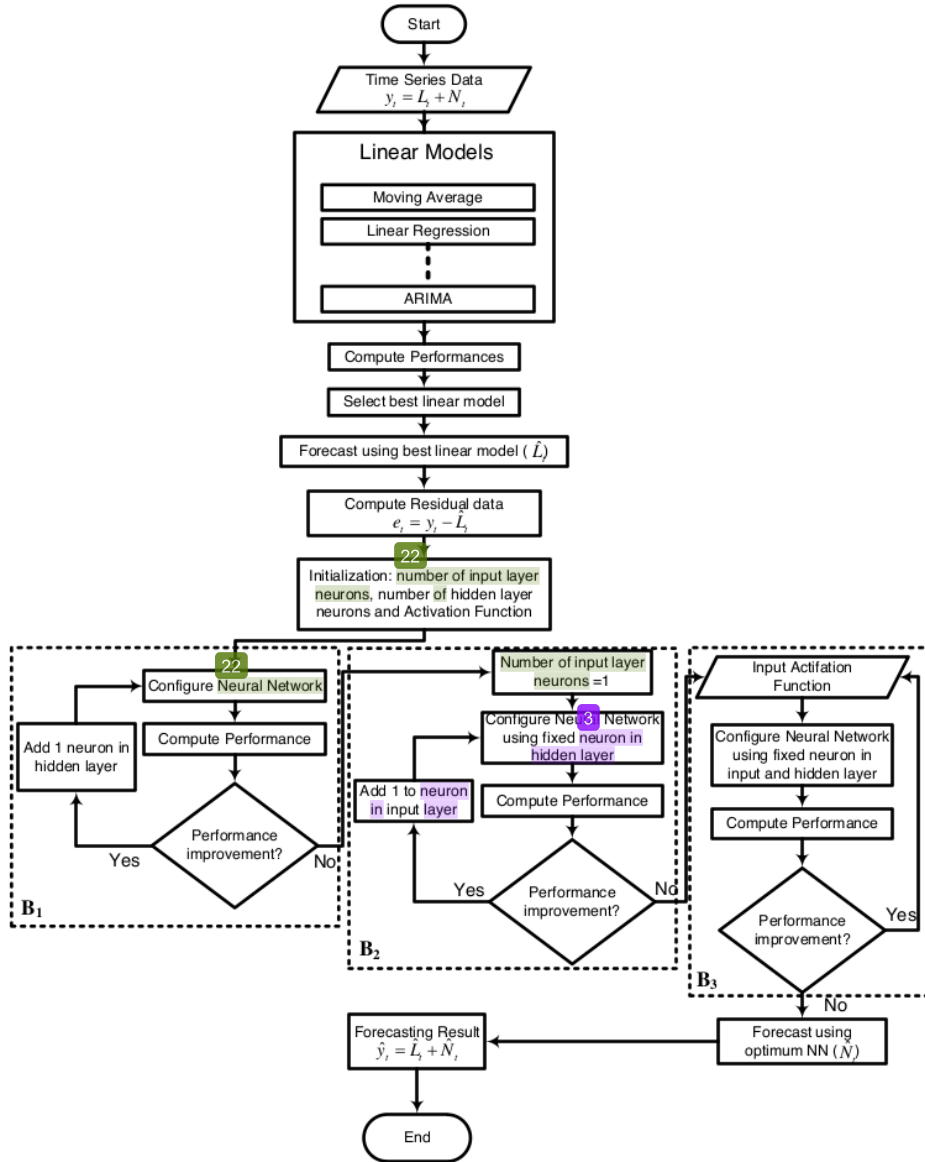 Start
Time Series Data
y_t = L_t + N_t
Linear Models
Moving Average
Linear Regression
ARIMA
Compute Performances
Select best linear model
Forecast using best linear model ( L̂_t )
Compute Residual data
e_t = y_t − L̂_t
22
Initialization: number of input layer
neurons, number of hidden layer
neurons and Activation Function
22
Configure Neural Network
Compute Performance
Add 1 neuron in
hidden layer
Performance
improvement?
Yes
No
B₁
Number of input layer
neurons =1
3
Configure Neural Network
using fixed neuron in
hidden layer
Add 1 to neuron
in input layer
Compute Performance
Performance
improvement?
Yes
No
B₂
Input Actifation
Function
Configure Neural Network
using fixed neuron in
input and hidden layer
Compute Performance
Performance
improvement?
Yes
B₃
No
Forecast using
optimum NN ( N̂_t )
Forecasting Result
ŷ_t = L̂_t + N̂_t
End